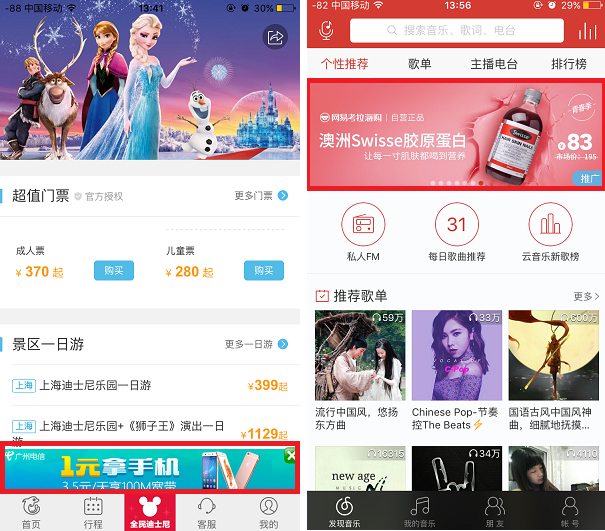 -88 中国移动
13:41
30%
超值门票
官方授权
更多门票
成人票
¥ 370 起
购买
儿童票
¥ 280 起
购买
景区一日游
更多一日游
上海
上海迪士尼乐园一日游
¥399起
上海
上海迪士尼乐园+《狮子王》演出一日游
¥1129起
广州电信
1元拿手机
3.5元/天享100M宽带
首页
行程
全民迪士尼
客服
我的
-82 中国移动
13:56
29%
搜索音乐、歌词、电台
个性推荐
歌单
主播电台
排行榜
网易考拉海购
自营正品
澳洲Swisse胶原蛋白
让每一寸肌肤都喝到营养
Swisse
青春季
¥83
市场价：195
推广
私人FM
31
每日歌曲推荐
云音乐新歌榜
推荐歌单
更多
59万
33万
600万
C-Pop
流行中国风，悠扬
东方曲
Chinese Pop-节奏
控The Beats⚡
国语古风中国风神
曲，细腻地抚摸...
16315
34万
4110
new age
发现音乐
我的音乐
朋友
帐号